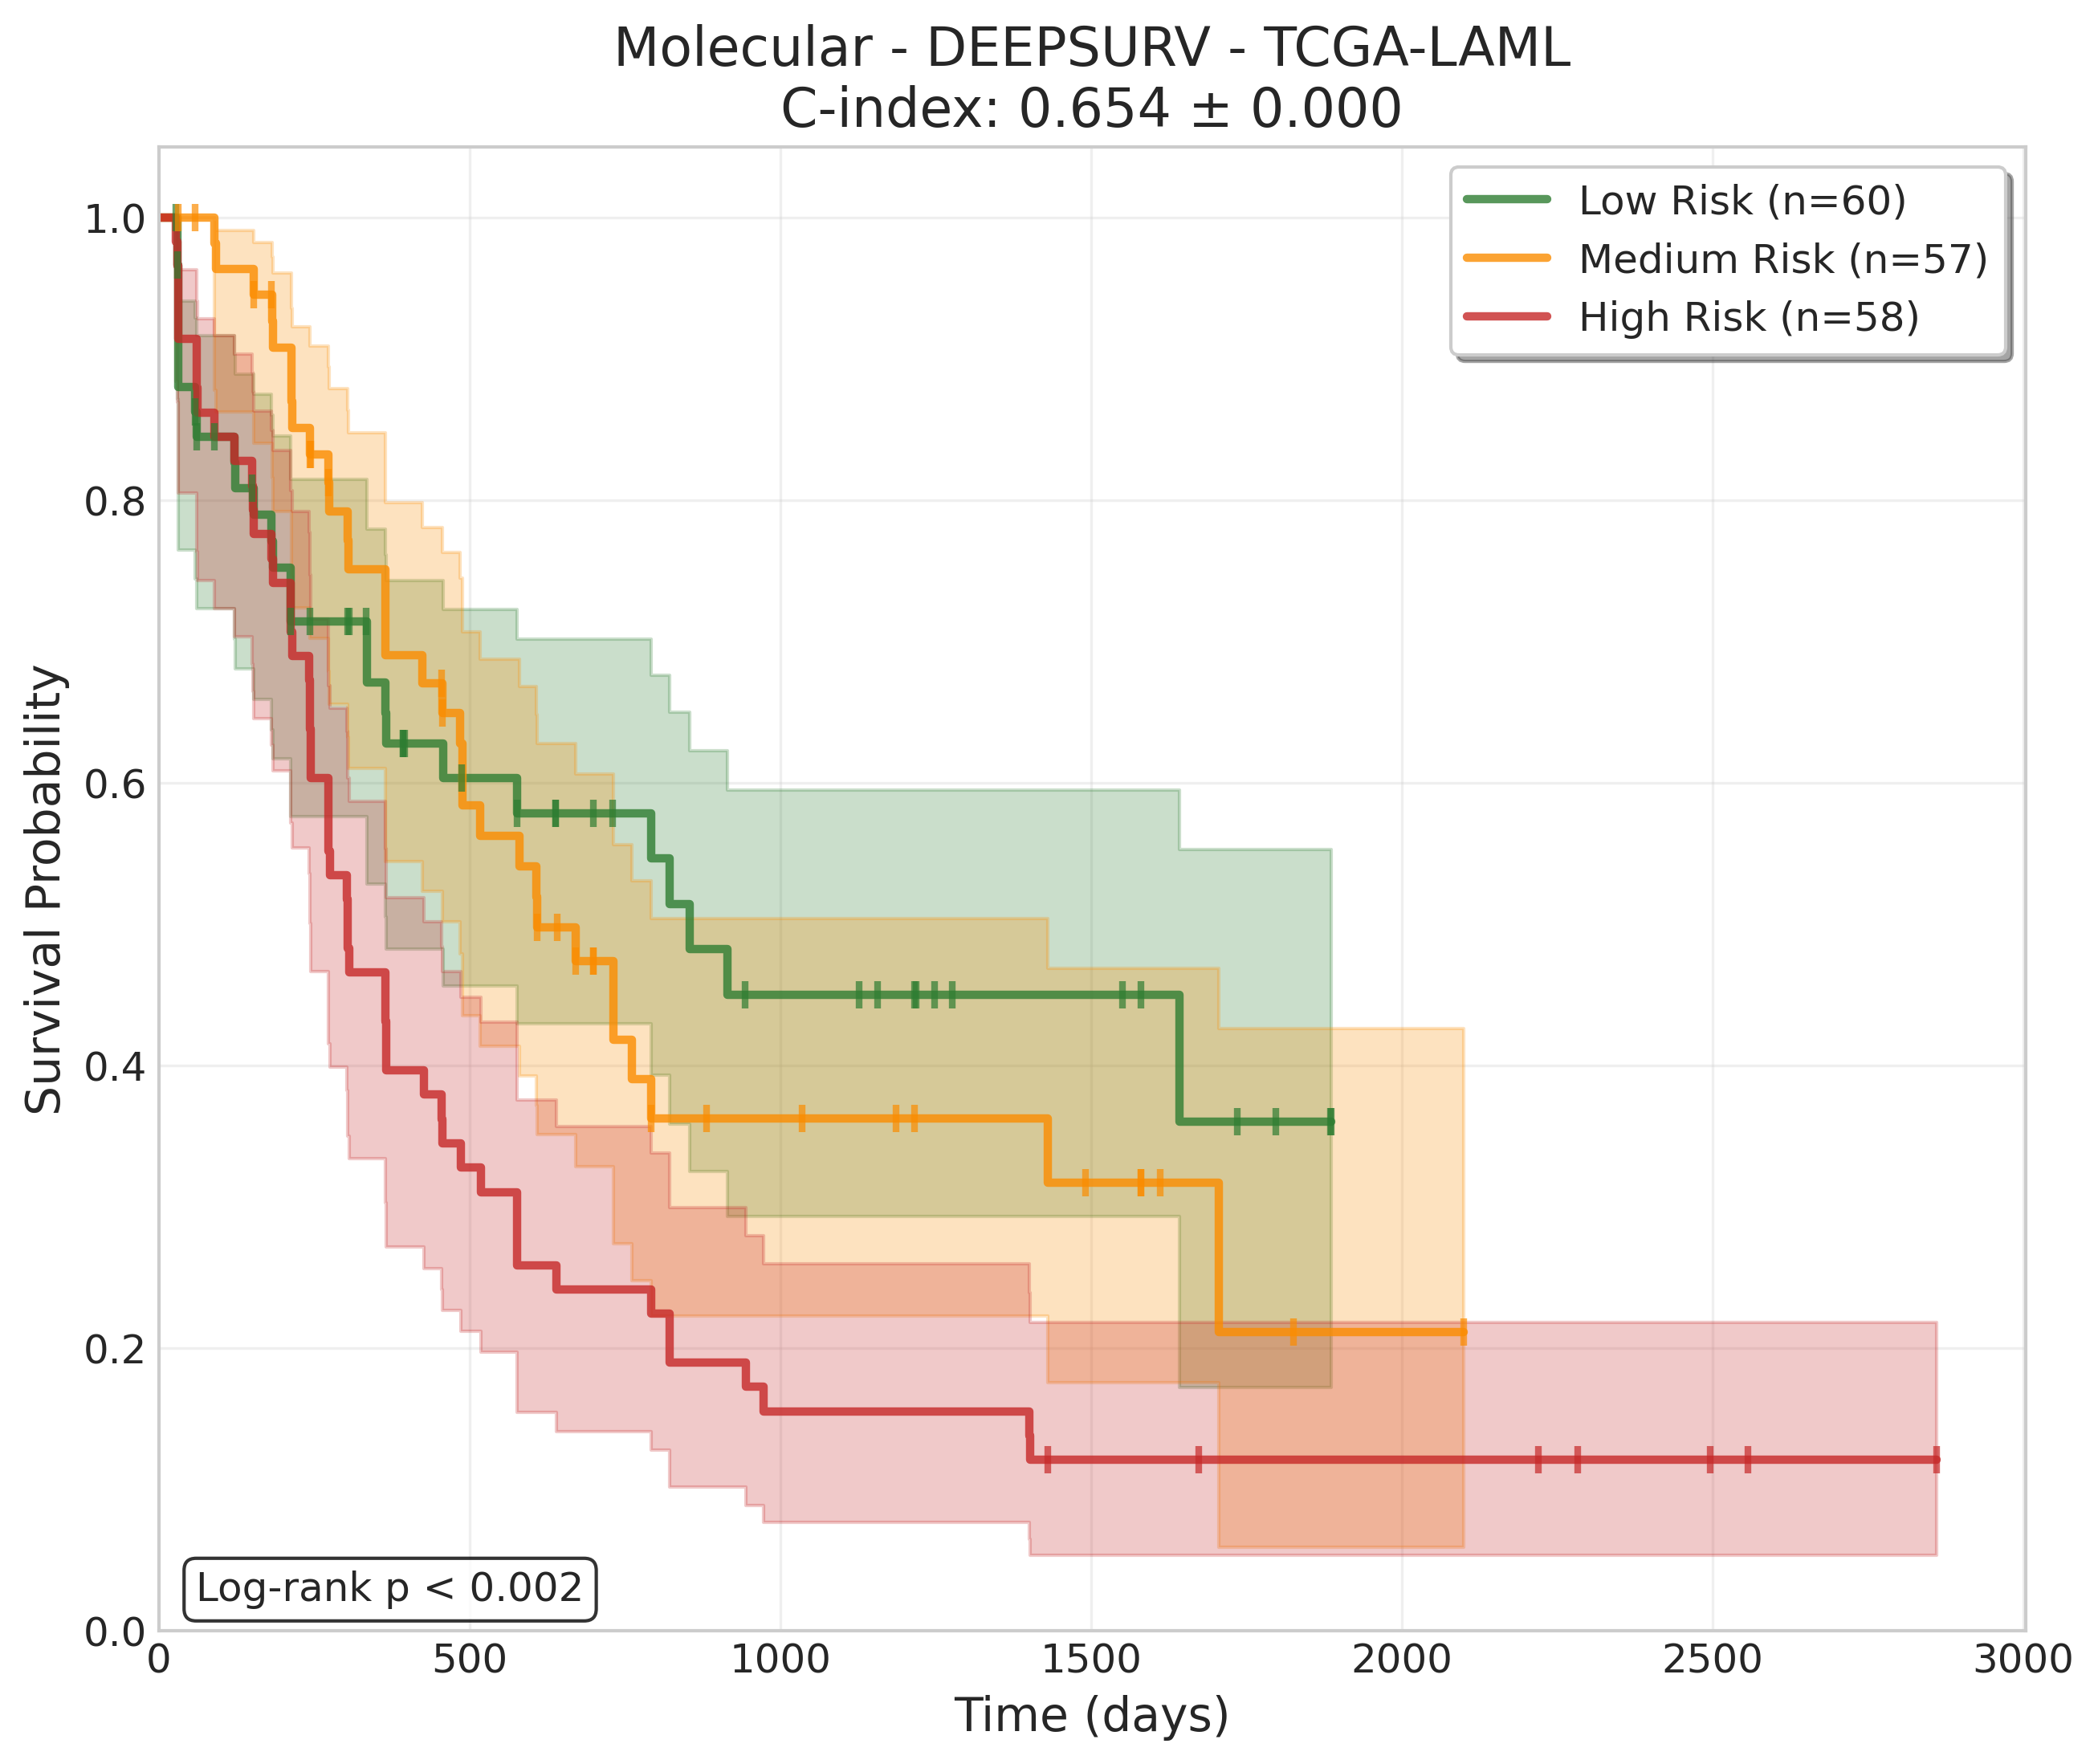 Molecular - DEEPSURV - TCGA-LAML
C-index: 0.654 ± 0.000
Low Risk (n=60)
Medium Risk (n=57)
High Risk (n=58)
Survival Probability
1.0
0.8
0.6
0.4
0.2
0.0
Log-rank p < 0.002
0 500 1000 1500 2000 2500 3000
Time (days)